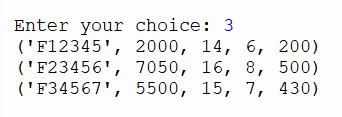 Enter your choice: 3
('F12345', 2000, 14, 6, 200)
('F23456', 7050, 16, 8, 500)
('F34567', 5500, 15, 7, 430)